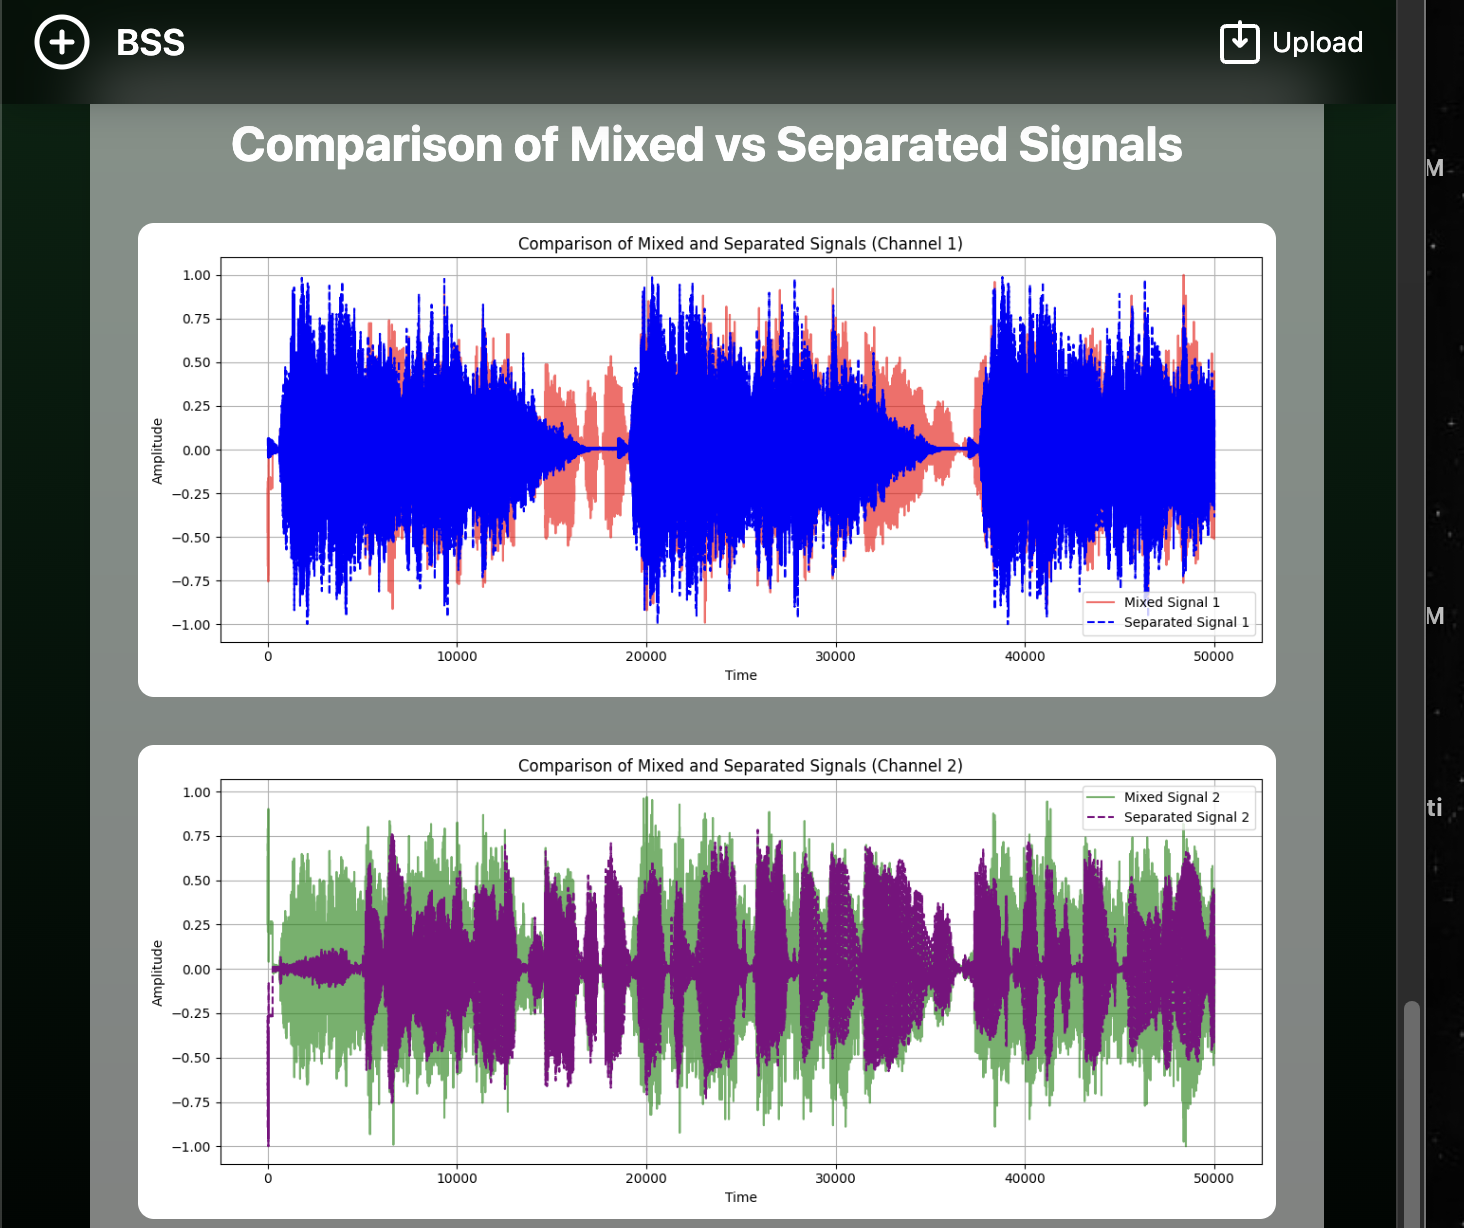 BSS
Upload
Comparison of Mixed vs Separated Signals
Comparison of Mixed and Separated Signals (Channel 1)
1.00
0.75
0.50
0.25
0.00
−0.25
−0.50
−0.75
−1.00
Amplitude
Mixed Signal 1
Separated Signal 1
0 10000 20000 30000 40000 50000
Time
Comparison of Mixed and Separated Signals (Channel 2)
1.00
0.75
0.50
0.25
0.00
−0.25
−0.50
−0.75
−1.00
Amplitude
Mixed Signal 2
Separated Signal 2
0 10000 20000 30000 40000 50000
Time
M
M
ti